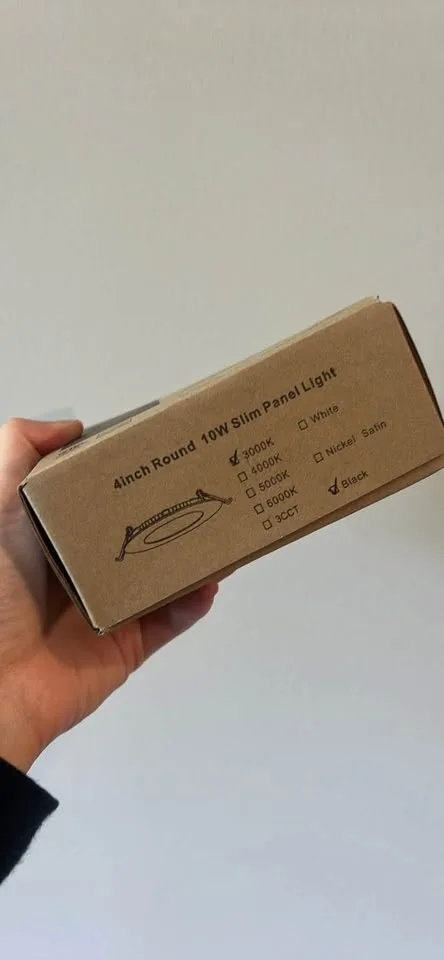 4Inch Round 10W Slim Panel Light
3000K
4000K
5000K
6000K
3CCT
White
Nickel Satin
Black